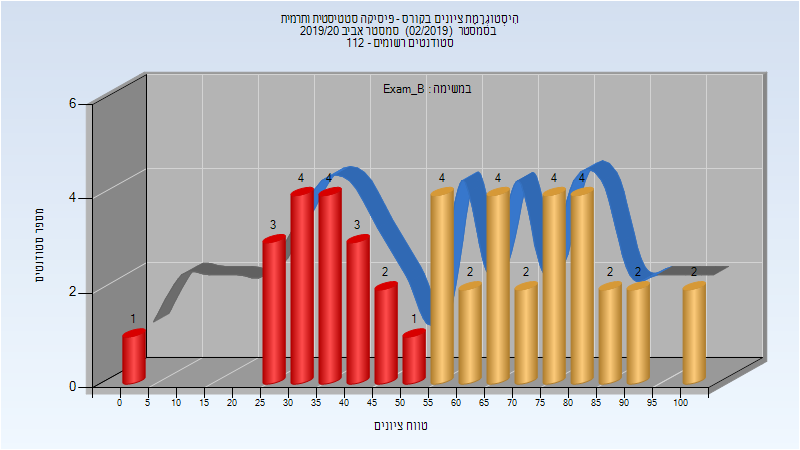 הִיסְטוֹגְרַמַּת ציונים בקורס - פיסיקה סטטיסטית ותרמית
בסמסטר (02/2019) סמסטר אביב 2019/20
סטודנטים רשומים - 112
במשימה : Exam_B
מספר סטודנטים
6
4
2
0
1 3 4 4 3 2 1 4 2 4 2 4 4 2 2 2
0 5 10 15 20 25 30 35 40 45 50 55 60 65 70 75 80 85 90 95 100
טווח ציונים